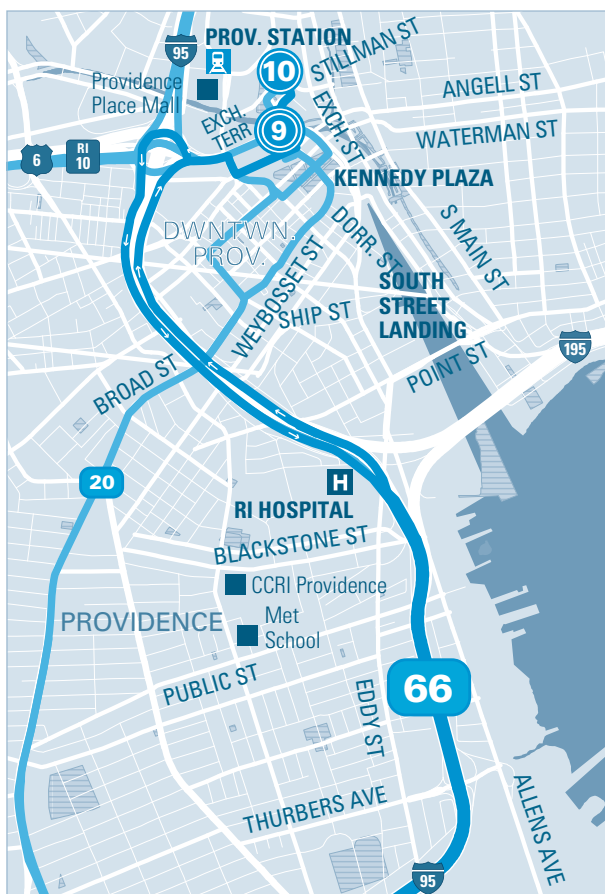 PROV. STATION
95
10
STILLMAN ST
Providence
Place Mall
ANGELL ST
EXCH.
TERR.
9
EXCH. ST
WATERMAN ST
6
RI
10
KENNEDY PLAZA
DWNTWN.
PROV.
DORR. ST
S MAIN ST
WEYBOSSET ST
SOUTH
STREET
LANDING
SHIP ST
195
POINT ST
BROAD ST
20
H
RI HOSPITAL
BLACKSTONE ST
CCRI Providence
PROVIDENCE
Met
School
PUBLIC ST
66
EDDY ST
THURBERS AVE
ALLENS AVE
95